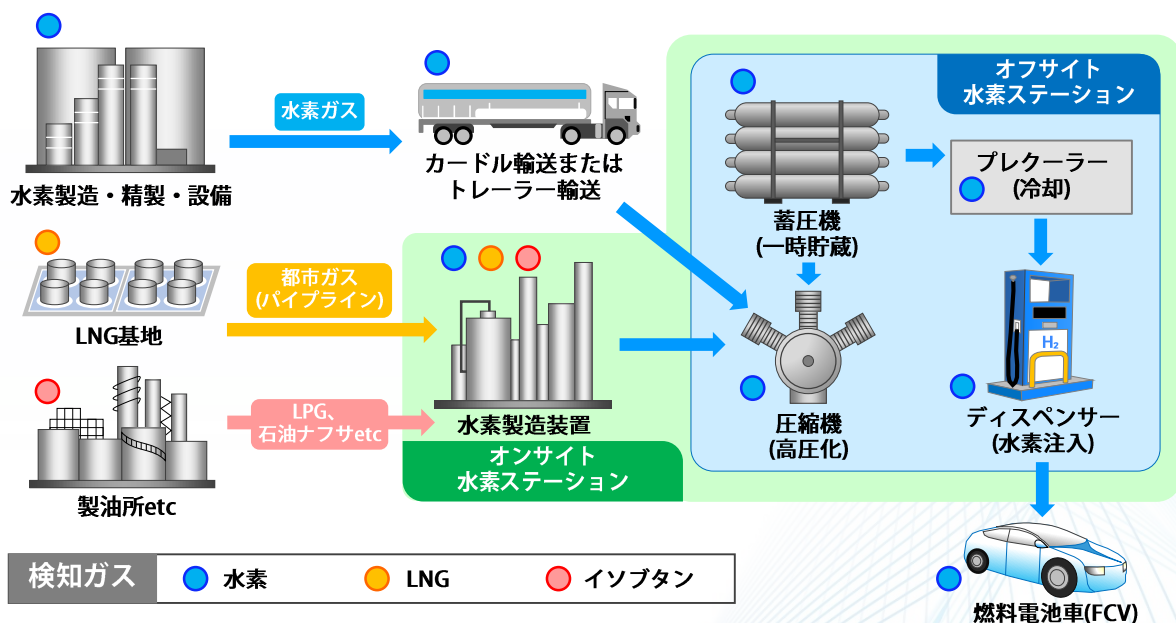 水素ガス
水素製造・精製・設備
カードル輸送または
トレーラー輸送
オフサイト
水素ステーション
蓄圧機
(一時貯蔵)
プレクーラー
(冷却)
LNG基地
都市ガス
(パイプライン)
製油所etc
LPG、
石油ナフサetc
水素製造装置
オンサイト
水素ステーション
圧縮機
(高圧化)
H₂
ディスペンサー
(水素注入)
燃料電池車(FCV)
検知ガス
水素
LNG
イソブタン